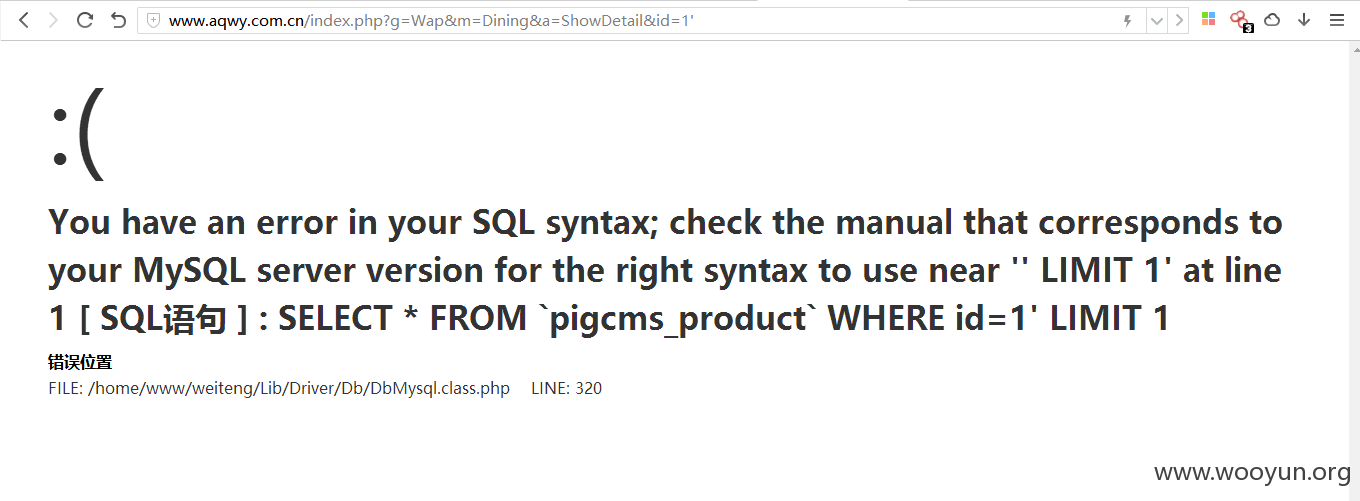 www.aqwy.com.cn/index.php?g=Wap&m=Dining&a=ShowDetail&id=1'
3
:(
You have an error in your SQL syntax; check the manual that corresponds to
your MySQL server version for the right syntax to use near '' LIMIT 1' at line
1 [ SQL语句 ] : SELECT * FROM `pigcms_product` WHERE id=1' LIMIT 1
错误位置
FILE: /home/www/weiteng/Lib/Driver/Db/DbMysql.class.php LINE: 320
www.wooyun.org